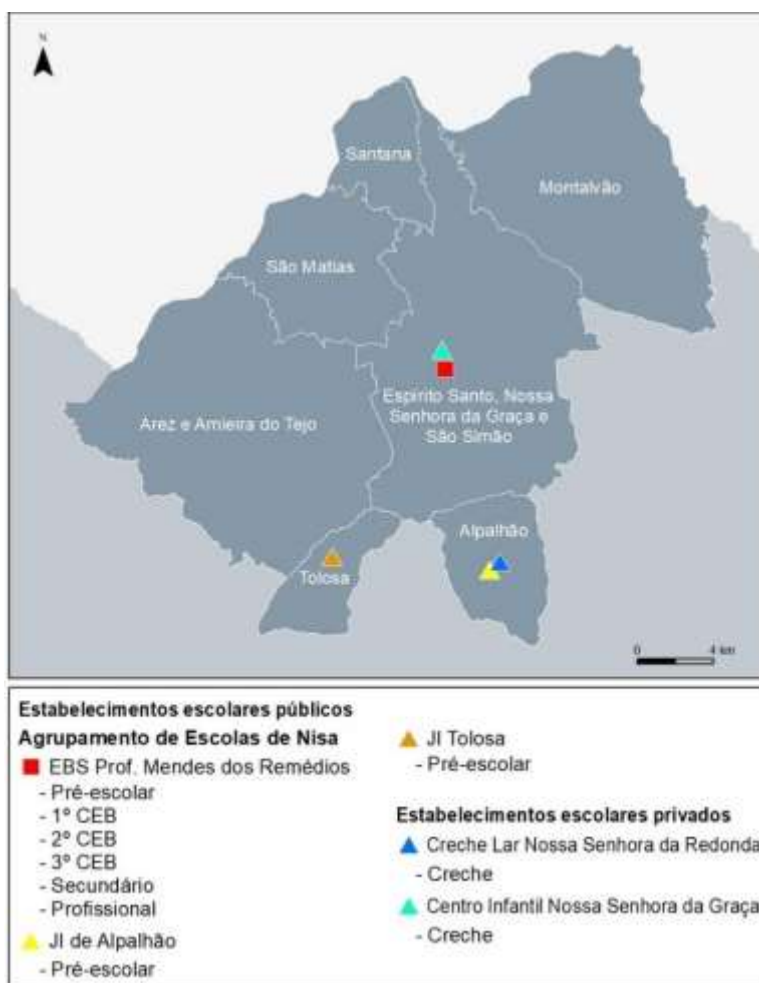 N
Santana
Montalvão
São Matias
Espírito Santo, Nossa
Senhora da Graça e
São Simão
Arez e Amieira do Tejo
Alpalhão
Tolosa
0 4 km
Estabelecimentos escolares públicos
Agrupamento de Escolas de Nisa
EBS Prof. Mendes dos Remédios
- Pré-escolar
- 1º CEB
- 2º CEB
- 3º CEB
- Secundário
- Profissional
JI de Alpalhão
- Pré-escolar
JI Tolosa
- Pré-escolar
Estabelecimentos escolares privados
Creche Lar Nossa Senhora da Redonda
- Creche
Centro Infantil Nossa Senhora da Graça
- Creche